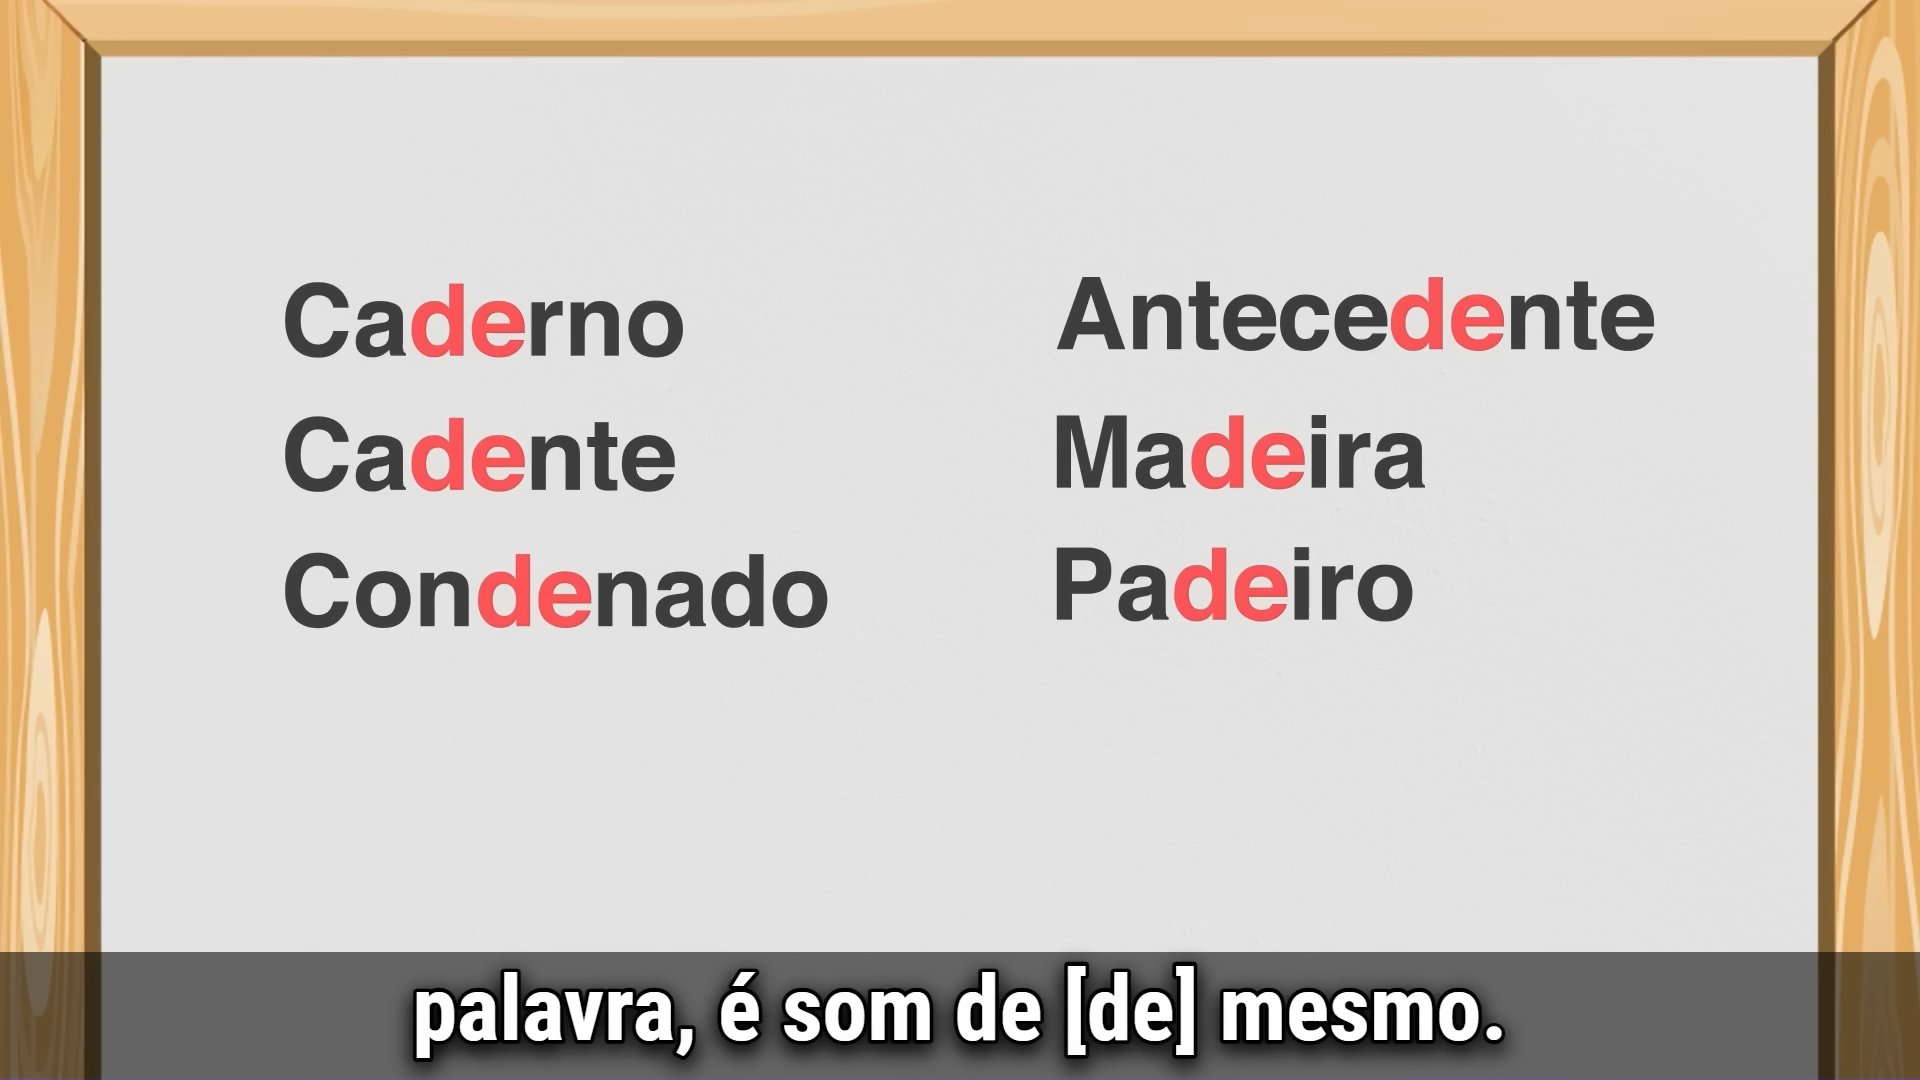 Caderno
Cadente
Condenado
Antecedente
Madeira
Padeiro
palavra, é som de [de] mesmo.